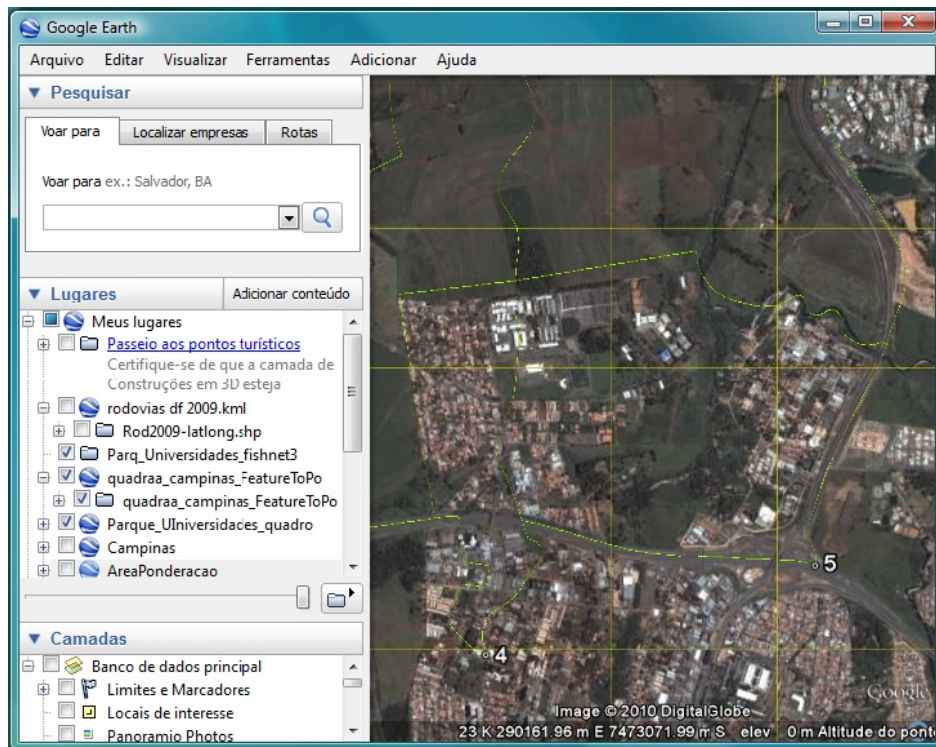 Google Earth
Arquivo Editar Visualizar Ferramentas Adicionar Ajuda
Pesquisar
Voar para Localizar empresas Rotas
Voar para ex.: Salvador, BA
Lugares Adicionar conteúdo
Meus lugares
Passeio aos pontos turísticos
Certifique-se de que a camada de
Construções em 3D esteja
rodovias df 2009.kml
Rod2009-latlong.shp
Parq_Universidades_fishnet3
quadraa_campinas_FeatureToPo
quadraa_campinas_FeatureToPo
Parque_UIniversidades_quadro
Campinas
AreaPonderacao
Camadas
Banco de dados principal
Limites e Marcadores
Locais de interesse
Panoramio Photos
5
4
Google
Image © 2010 DigitalGlobe
23 K 290161.96 m E 7473071.99 m S elev 0 m Altitude do ponto